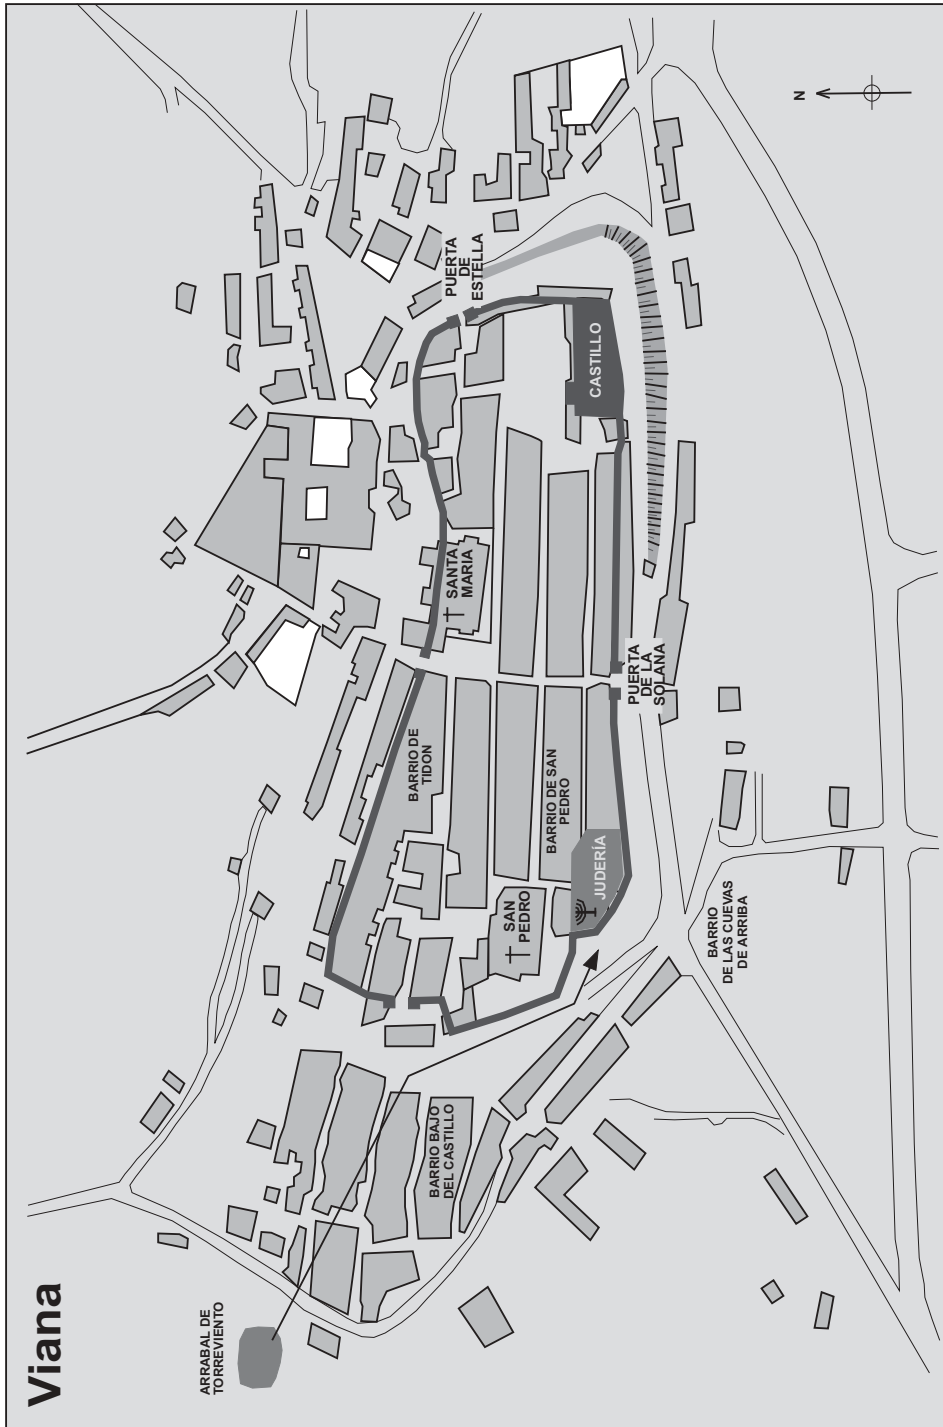 Viana
ARRABAL DE
TORREVIENTO
BARRIO BAJO
DEL CASTILLO
BARRIO DE
TIDON
SANTA
MARIA
PUERTA
DE
ESTELLA
CASTILLO
SAN
PEDRO
BARRIO DE SAN
PEDRO
JUDERÍA
PUERTA
DE LA
SOLANA
BARRIO
DE LAS CUEVAS
DE ARRIBA
N